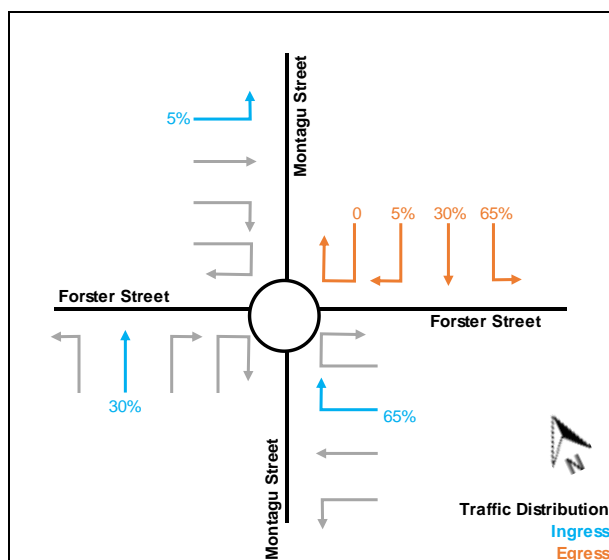 Montagu Street
5%
0 5% 30% 65%
Forster Street
Forster Street
30%
65%
Montagu Street
N
Traffic Distribution
Ingress
Egress